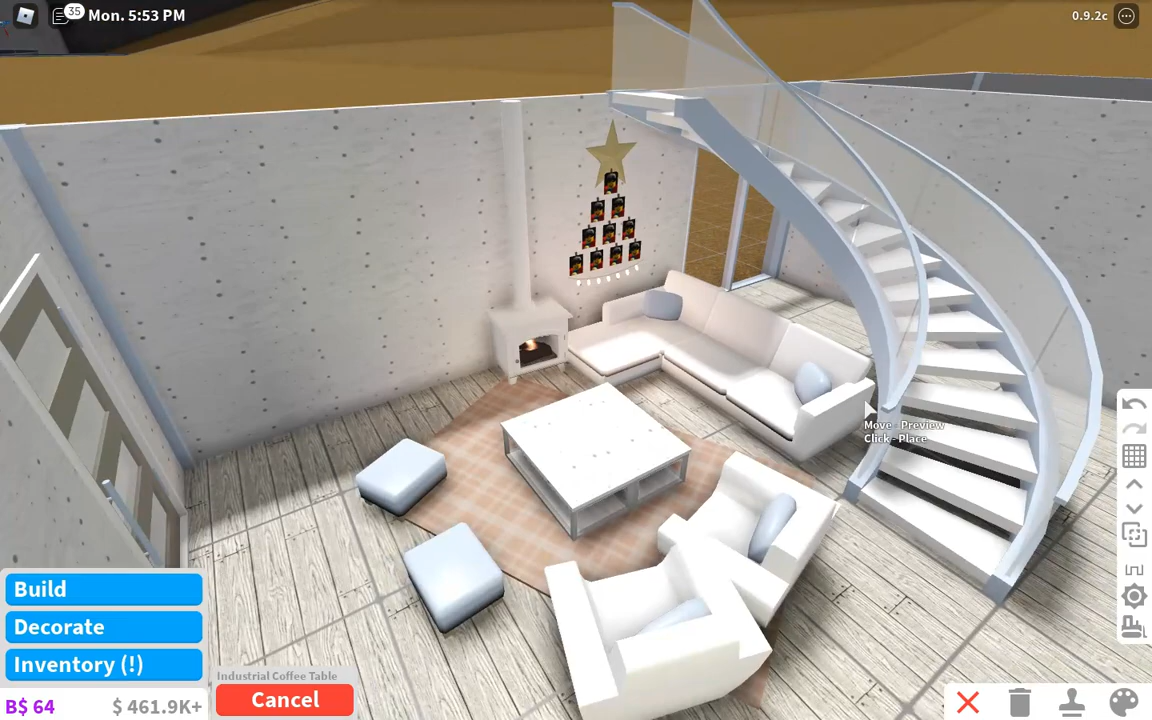 35
Mon. 5:53 PM
0.9.2c
Move - Preview
Click - Place
Build
Decorate
Inventory (!)
B$ 64
$ 461.9K+
Industrial Coffee Table
Cancel